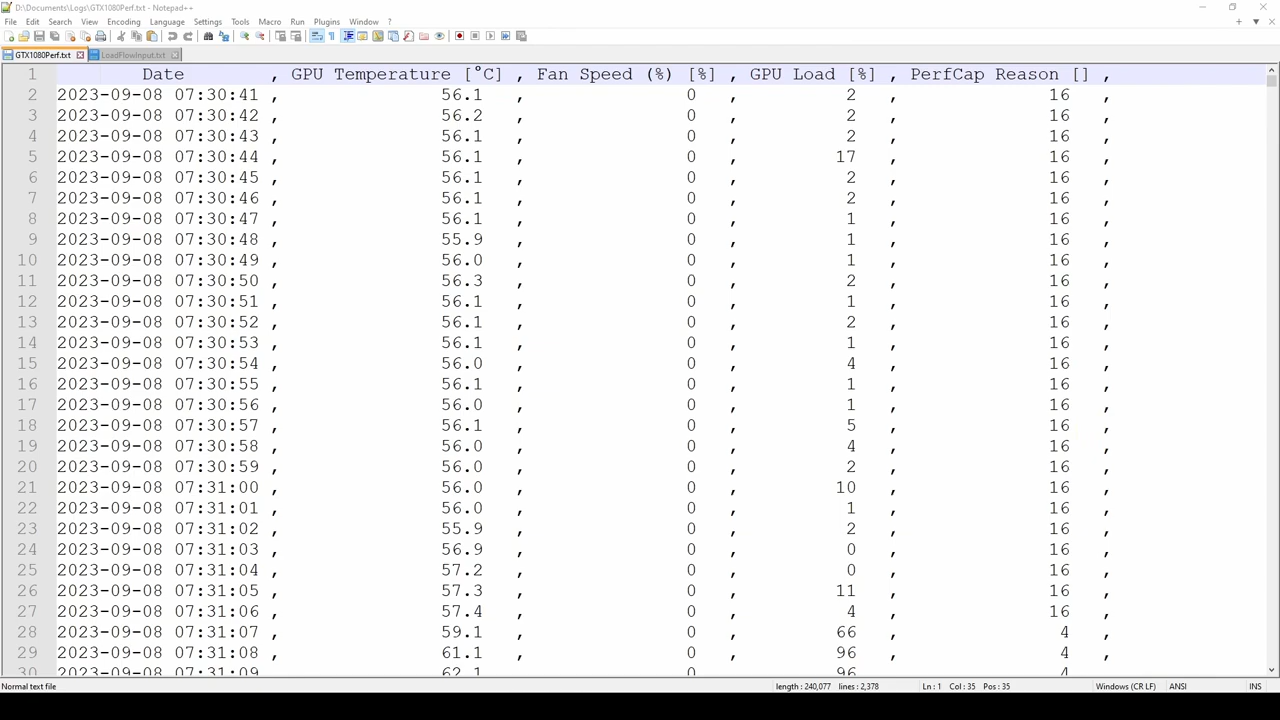 D:\Documents\Logs\GTX1080Perf.txt - Notepad++
File Edit Search View Encoding Language Settings Tools Macro Run Plugins Window ?
GTX1080Perf.txt LoadFlowInput.txt
1 Date , GPU Temperature [°C] , Fan Speed (%) [%] , GPU Load [%] , PerfCap Reason [] ,
2 2023-09-08 07:30:41 , 56.1 , 0 , 2 , 16 ,
3 2023-09-08 07:30:42 , 56.2 , 0 , 2 , 16 ,
4 2023-09-08 07:30:43 , 56.1 , 0 , 2 , 16 ,
5 2023-09-08 07:30:44 , 56.1 , 0 , 17 , 16 ,
6 2023-09-08 07:30:45 , 56.1 , 0 , 2 , 16 ,
7 2023-09-08 07:30:46 , 56.1 , 0 , 2 , 16 ,
8 2023-09-08 07:30:47 , 56.1 , 0 , 1 , 16 ,
9 2023-09-08 07:30:48 , 55.9 , 0 , 1 , 16 ,
10 2023-09-08 07:30:49 , 56.0 , 0 , 1 , 16 ,
11 2023-09-08 07:30:50 , 56.3 , 0 , 2 , 16 ,
12 2023-09-08 07:30:51 , 56.1 , 0 , 1 , 16 ,
13 2023-09-08 07:30:52 , 56.1 , 0 , 2 , 16 ,
14 2023-09-08 07:30:53 , 56.1 , 0 , 1 , 16 ,
15 2023-09-08 07:30:54 , 56.0 , 0 , 4 , 16 ,
16 2023-09-08 07:30:55 , 56.1 , 0 , 1 , 16 ,
17 2023-09-08 07:30:56 , 56.0 , 0 , 1 , 16 ,
18 2023-09-08 07:30:57 , 56.1 , 0 , 5 , 16 ,
19 2023-09-08 07:30:58 , 56.0 , 0 , 4 , 16 ,
20 2023-09-08 07:30:59 , 56.0 , 0 , 2 , 16 ,
21 2023-09-08 07:31:00 , 56.0 , 0 , 10 , 16 ,
22 2023-09-08 07:31:01 , 56.0 , 0 , 1 , 16 ,
23 2023-09-08 07:31:02 , 55.9 , 0 , 2 , 16 ,
24 2023-09-08 07:31:03 , 56.9 , 0 , 0 , 16 ,
25 2023-09-08 07:31:04 , 57.2 , 0 , 0 , 16 ,
26 2023-09-08 07:31:05 , 57.3 , 0 , 11 , 16 ,
27 2023-09-08 07:31:06 , 57.4 , 0 , 4 , 16 ,
28 2023-09-08 07:31:07 , 59.1 , 0 , 66 , 4 ,
29 2023-09-08 07:31:08 , 61.1 , 0 , 96 , 4 ,
30 2023-09-08 07:31:09 62.1 0 96 4
Normal text file length : 240,077 lines : 2,378 Ln : 1 Col : 35 Pos : 35 Windows (CR LF) ANSI INS